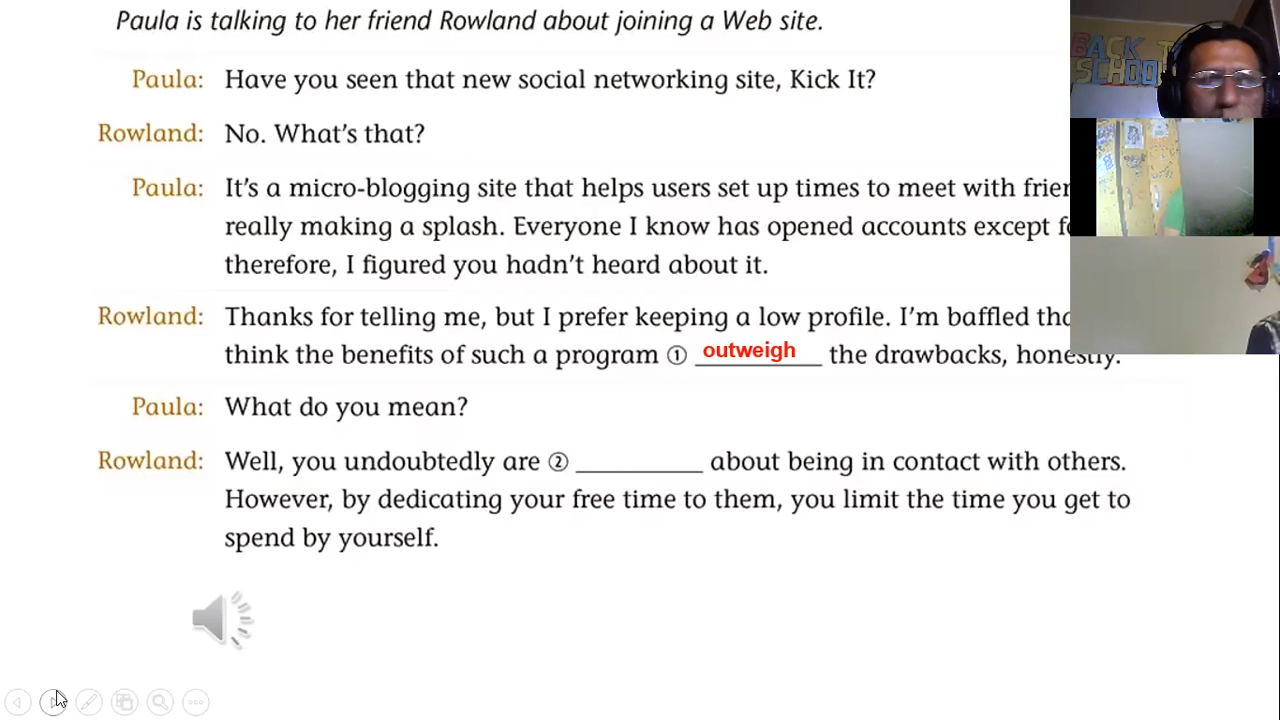 Paula is talking to her friend Rowland about joining a Web site.
Paula: Have you seen that new social networking site, Kick It?
Rowland: No. What's that?
Paula: It's a micro-blogging site that helps users set up times to meet with
really making a splash. Everyone I know has opened accounts except
therefore, I figured you hadn't heard about it.
Rowland: Thanks for telling me, but I prefer keeping a low profile. I'm baffled
think the benefits of such a program ① outweigh the drawbacks, honestly.
Paula: What do you mean?
Rowland: Well, you undoubtedly are ② __________ about being in contact with others.
However, by dedicating your free time to them, you limit the time you get to
spend by yourself.
BACK
SCHOO